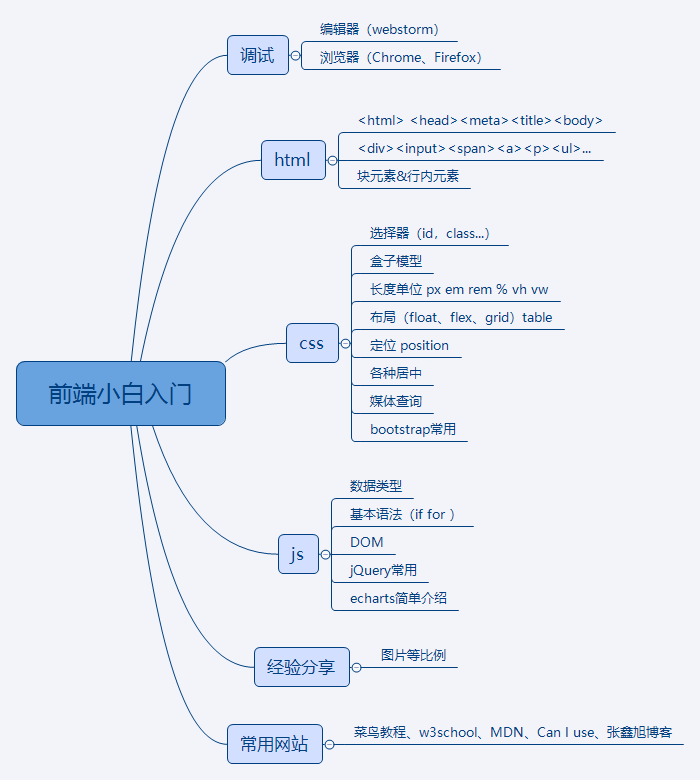 前端小白入门
调试
编辑器（webstorm）
浏览器（Chrome、Firefox）
html
<html> <head><meta><title><body>
<div><input><span><a><p><ul>...
块元素&行内元素
css
选择器（id，class...）
盒子模型
长度单位 px em rem % vh vw
布局（float、flex、grid）table
定位 position
各种居中
媒体查询
bootstrap常用
js
数据类型
基本语法（if for ）
DOM
jQuery常用
echarts简单介绍
经验分享
图片等比例
常用网站
菜鸟教程、w3school、MDN、Can I use、张鑫旭博客